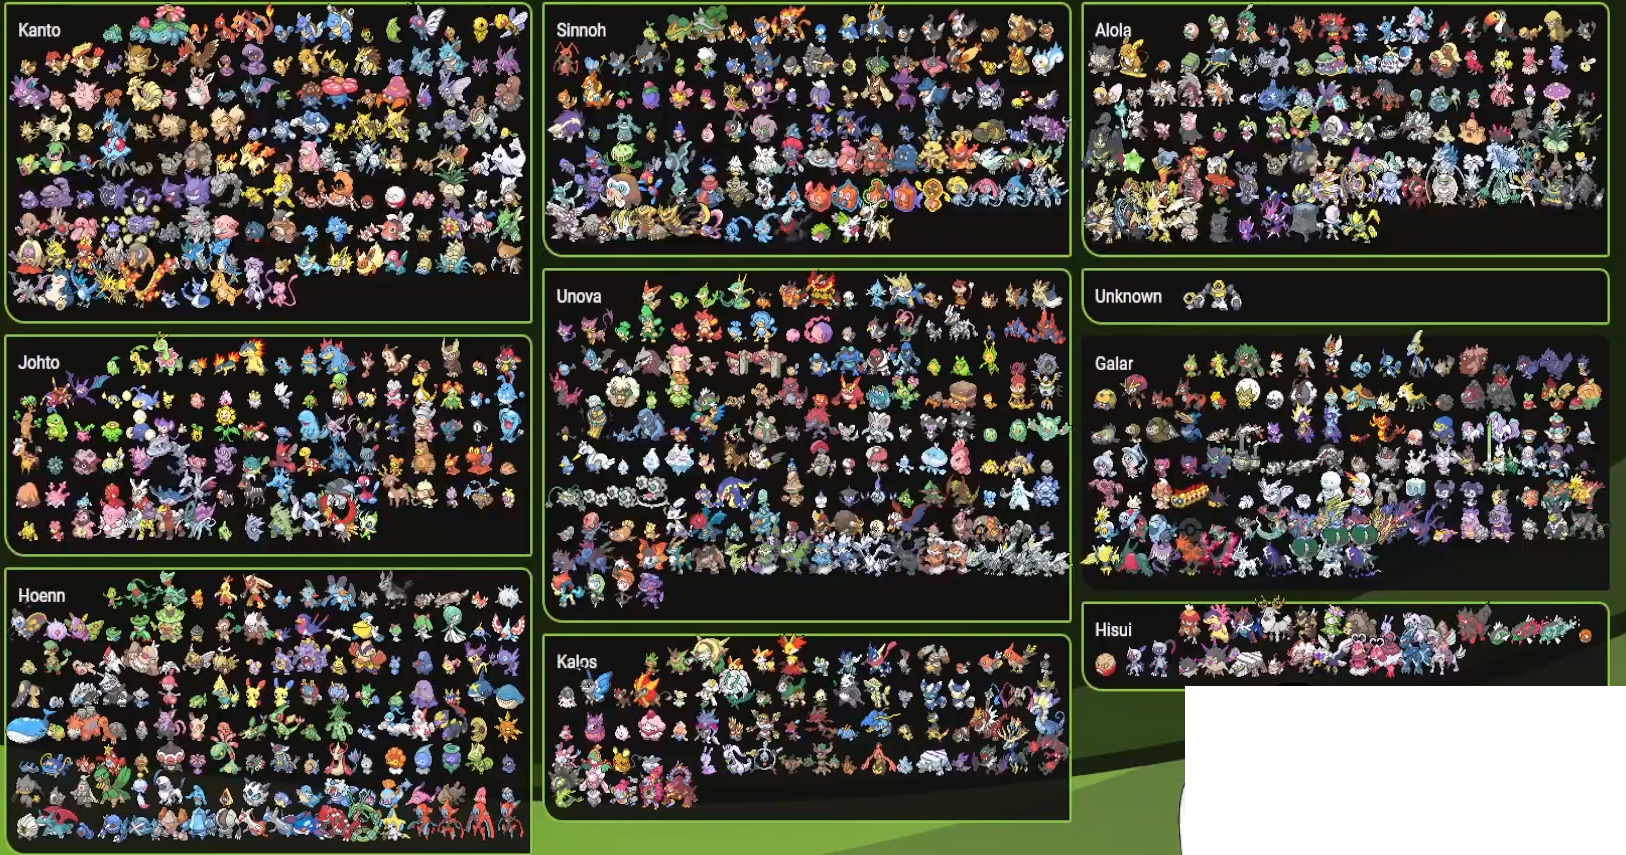 Kanto
Johto
Hoenn
Sinnoh
Unova
Kalos
Alola
Unknown
Galar
Hisui